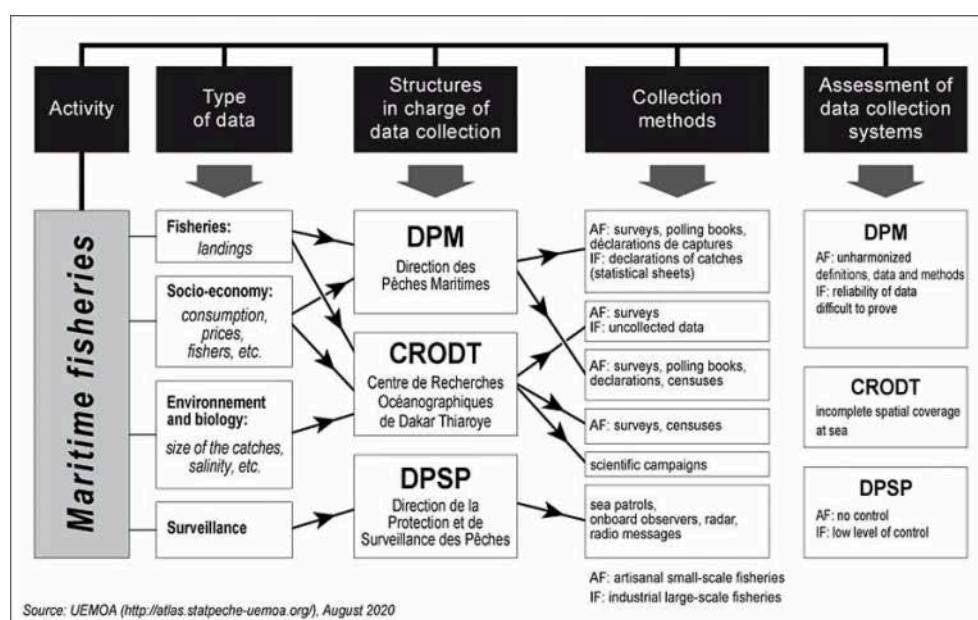 Activity
Type
of data
Structures
in charge of
data collection
Collection
methods
Assessment of
data collection
systems
Maritime fisheries
Fisheries:
landings
Socio-economy:
consumption,
prices,
fishers, etc.
Environnement
and biology:
size of the catches,
salinity, etc.
Surveillance
DPM
Direction des
Pêches Maritimes
CRODT
Centre de Recherches
Océanographiques
de Dakar Thiaroye
DPSP
Direction de la
Protection et de
Surveillance des Pêches
AF: surveys, polling books,
déclarations de captures
IF: declarations of catches
(statistical sheets)
AF: surveys
IF: uncollected data
AF: surveys, polling books,
declarations, censuses
AF: surveys, censuses
scientific campaigns
sea patrols,
onboard observers, radar,
radio messages
DPM
AF: unharmonized
definitions, data and methods
IF: reliability of data
difficult to prove
CRODT
incomplete spatial coverage
at sea
DPSP
AF: no control
IF: low level of control
AF: artisanal small-scale fisheries
IF: industrial large-scale fisheries
Source: UEMOA (http://atlas.statpeche-uemoa.org/), August 2020